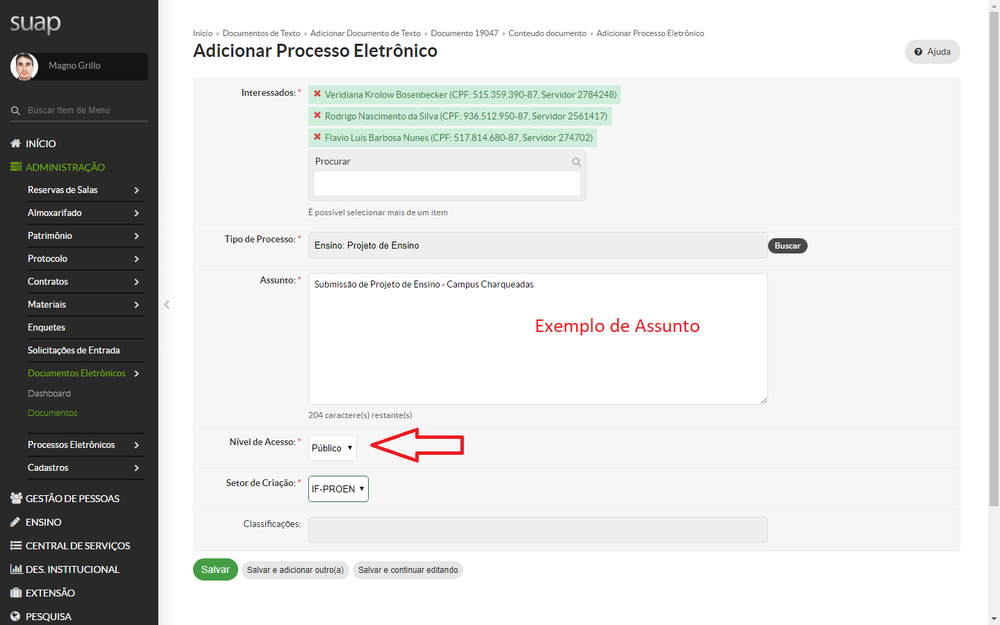 suap
Magno Grillo
Buscar Item de Menu
INÍCIO
ADMINISTRAÇÃO
Reservas de Salas
Almoxarifado
Patrimônio
Protocolo
Contratos
Materiais
Enquetes
Solicitações de Entrada
Documentos Eletrônicos
Dashboard
Documentos
Processos Eletrônicos
Cadastros
GESTÃO DE PESSOAS
ENSINO
CENTRAL DE SERVIÇOS
DES. INSTITUCIONAL
EXTENSÃO
PESQUISA
Início » Documentos de Texto » Adicionar Documento de Texto » Documento 19047 » Conteudo documento » Adicionar Processo Eletrônico
Adicionar Processo Eletrônico
Ajuda
Interessados: *
Veridiana Krolow Bosenbecker (CPF: 515.359.390-87, Servidor 2784248)
Rodrigo Nascimento da Silva (CPF: 936.512.950-87, Servidor 2561417)
Flavio Luis Barbosa Nunes (CPF: 517.814.680-87, Servidor 274702)
Procurar
É possível selecionar mais de um item
Tipo de Processo: * Ensino: Projeto de Ensino Buscar
Assunto: * Submissão de Projeto de Ensino - Campus Charqueadas
Exemplo de Assunto
204 caractere(s) restante(s)
Nível de Acesso: * Público
Setor de Criação: * IF-PROEN
Classificações:
Salvar Salvar e adicionar outro(a) Salvar e continuar editando